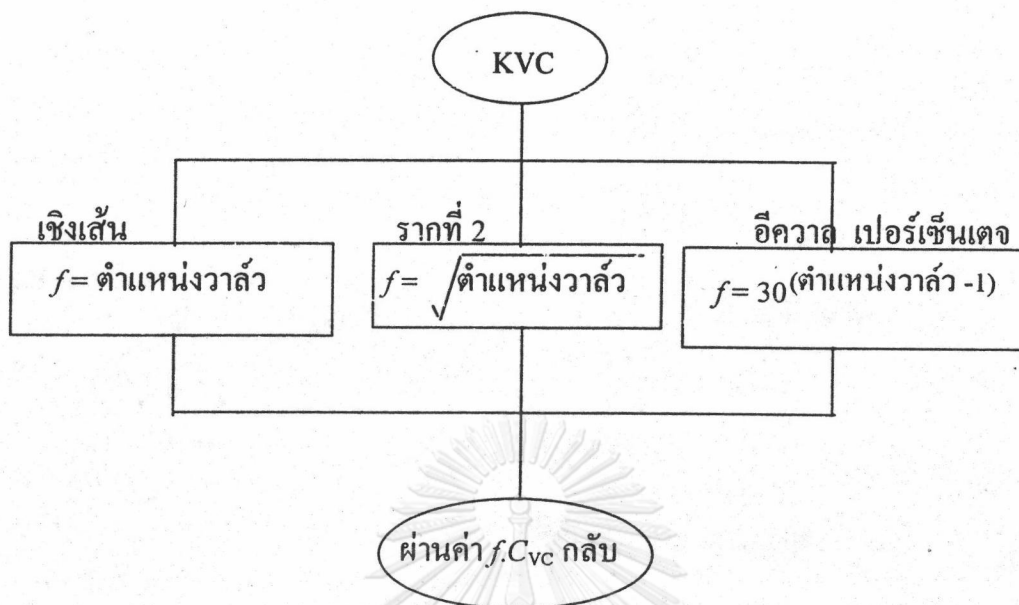 KVC
เชิงเส้น
f = ตำแหน่งวาล์ว
รากที่ 2
f = √ตำแหน่งวาล์ว
อีควาล เปอร์เซ็นเตจ
f = 30(ตำแหน่งวาล์ว -1)
ผ่านค่า f.CVC กลับ